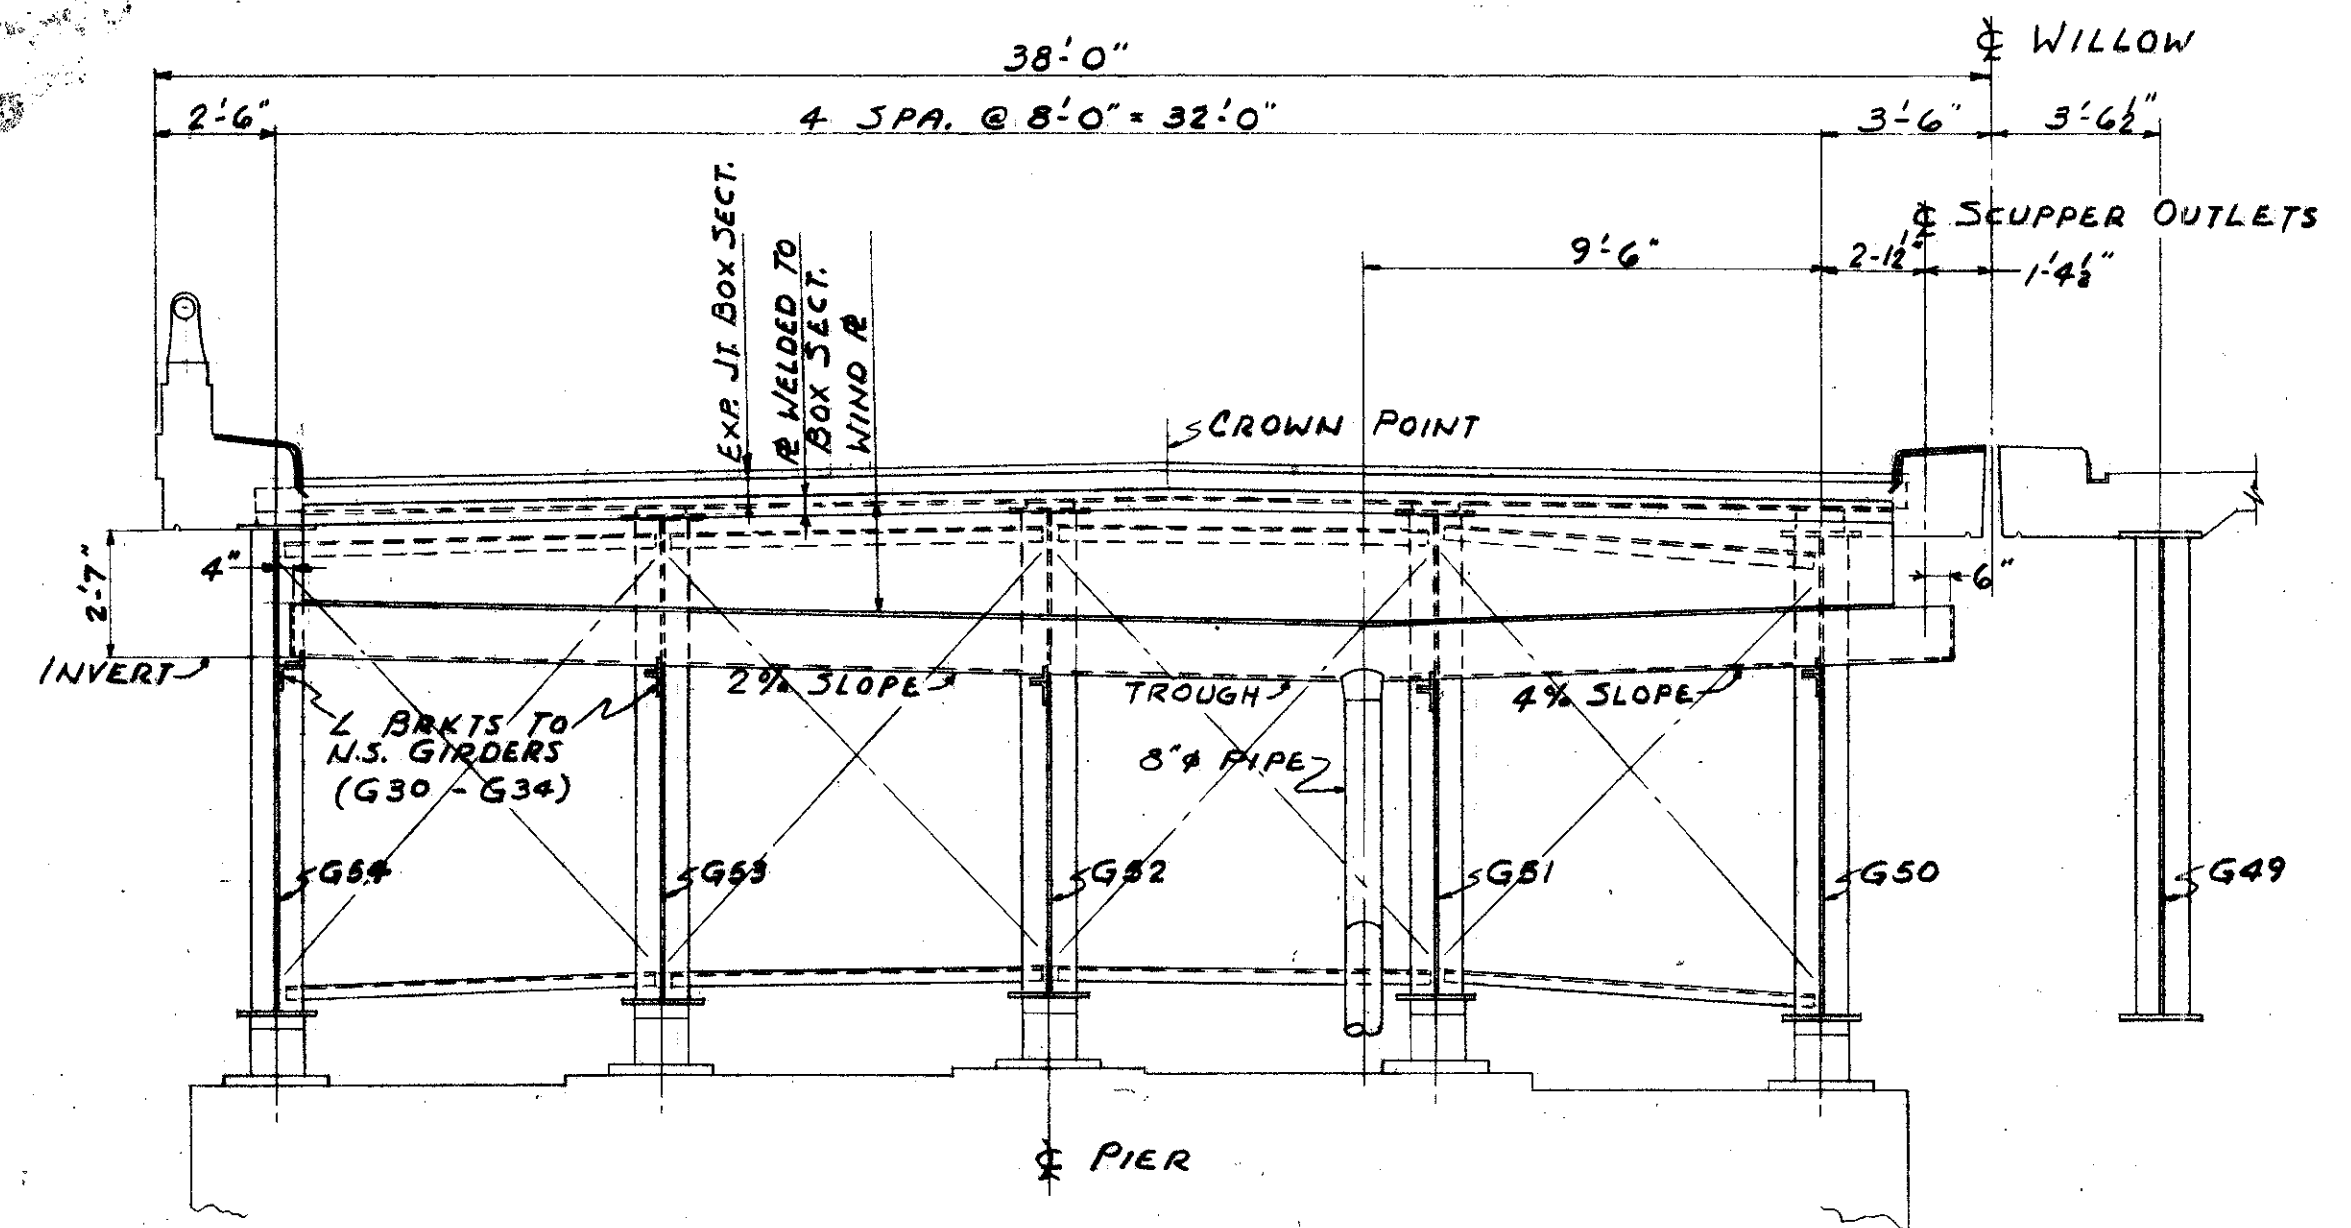 ℄ WILLOW
38'-0"
2'-6"
4 SPA. @ 8'-0" = 32'-0"
3'-6"
3'-6½"
℄ SCUPPER OUTLETS
9'-6"
2-1½"
1'-4½"
EXP. JT. BOX SECT.
℄ WELDED TO
BOX SECT.
WIND ℄
CROWN POINT
2'-7"
4"
6"
INVERT
2% SLOPE
TROUGH
4% SLOPE
L BRKTS TO
N.S. GIRDERS
(G30 - G34)
8"ϕ PIPE
G54
G53
G52
G51
G50
G49
℄ PIER